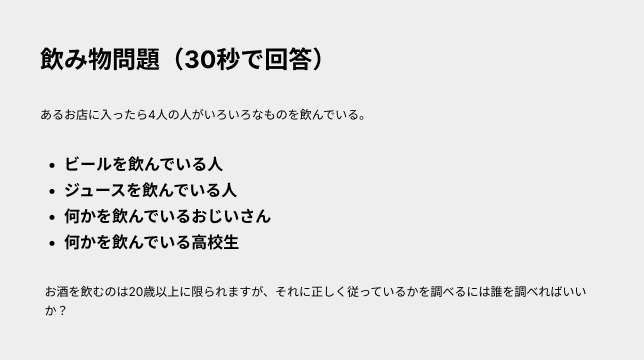 飲み物問題（30秒で回答）
あるお店に入ったら4人の人がいろいろなものを飲んでいる。
• ビールを飲んでいる人
• ジュースを飲んでいる人
• 何かを飲んでいるおじいさん
• 何かを飲んでいる高校生
お酒を飲むのは20歳以上に限られますが、それに正しく従っているかを調べるには誰を調べればいい
か？